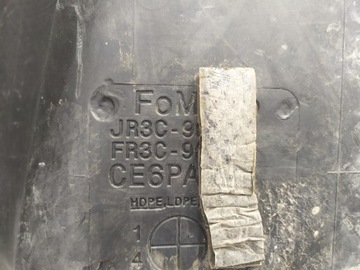 FoM
JR3C-9
FR3C-9
CE6PA
HDPE,LDPE
1
4